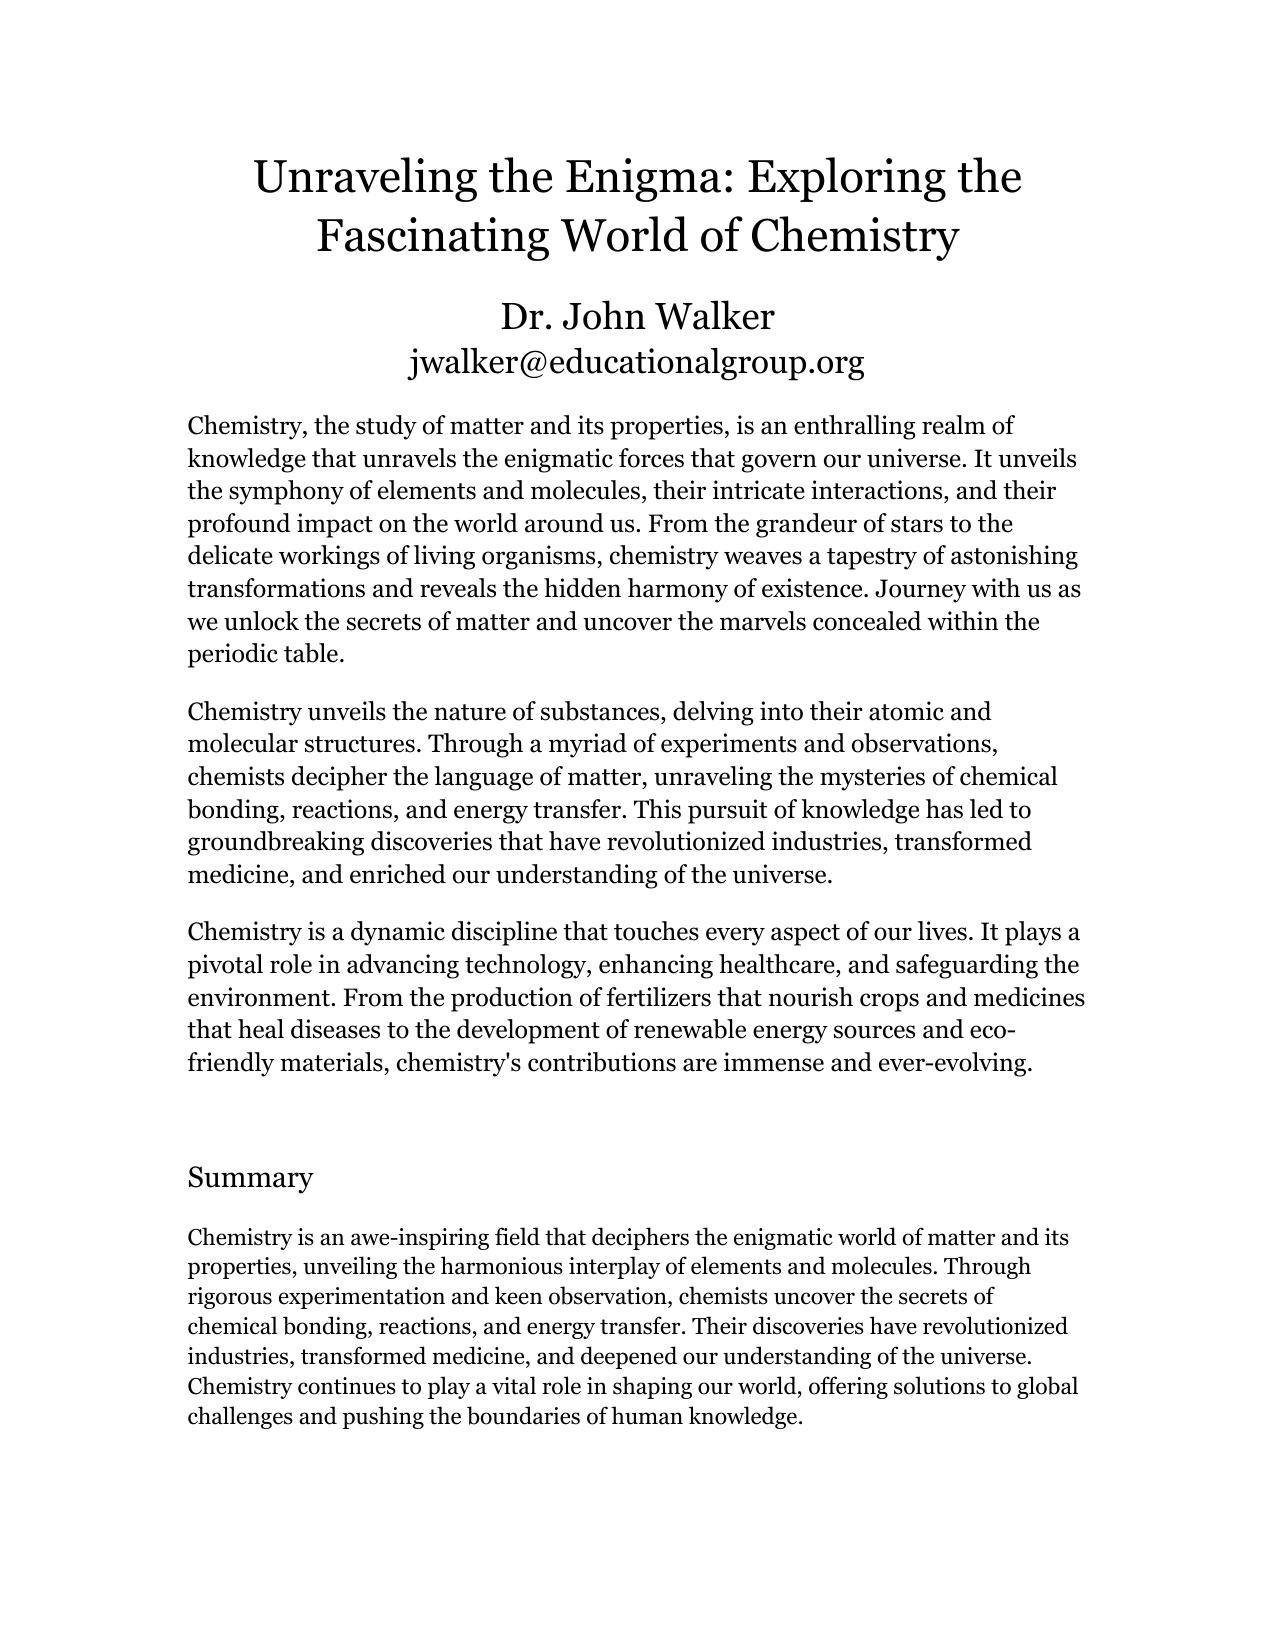 Unraveling the Enigma: Exploring the
Fascinating World of Chemistry
Dr. John Walker
jwalker@educationalgroup.org
Chemistry, the study of matter and its properties, is an enthralling realm of
knowledge that unravels the enigmatic forces that govern our universe. It unveils
the symphony of elements and molecules, their intricate interactions, and their
profound impact on the world around us. From the grandeur of stars to the
delicate workings of living organisms, chemistry weaves a tapestry of astonishing
transformations and reveals the hidden harmony of existence. Journey with us as
we unlock the secrets of matter and uncover the marvels concealed within the
periodic table.
Chemistry unveils the nature of substances, delving into their atomic and
molecular structures. Through a myriad of experiments and observations,
chemists decipher the language of matter, unraveling the mysteries of chemical
bonding, reactions, and energy transfer. This pursuit of knowledge has led to
groundbreaking discoveries that have revolutionized industries, transformed
medicine, and enriched our understanding of the universe.
Chemistry is a dynamic discipline that touches every aspect of our lives. It plays a
pivotal role in advancing technology, enhancing healthcare, and safeguarding the
environment. From the production of fertilizers that nourish crops and medicines
that heal diseases to the development of renewable energy sources and eco-
friendly materials, chemistry's contributions are immense and ever-evolving.
Summary
Chemistry is an awe-inspiring field that deciphers the enigmatic world of matter and its
properties, unveiling the harmonious interplay of elements and molecules. Through
rigorous experimentation and keen observation, chemists uncover the secrets of
chemical bonding, reactions, and energy transfer. Their discoveries have revolutionized
industries, transformed medicine, and deepened our understanding of the universe.
Chemistry continues to play a vital role in shaping our world, offering solutions to global
challenges and pushing the boundaries of human knowledge.